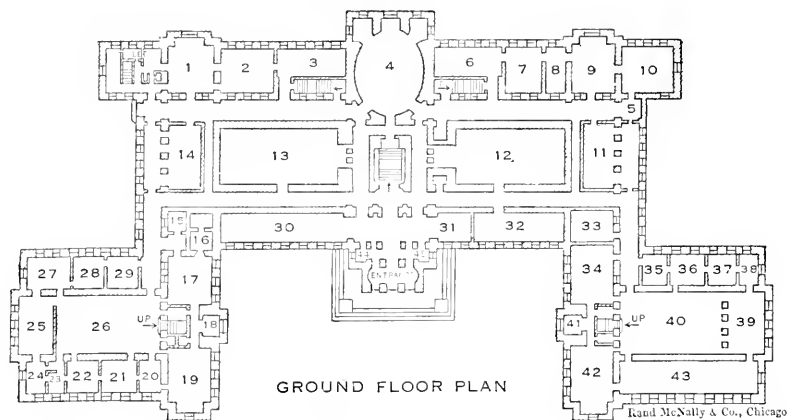 LEF
1 2 3 4 6 7 8 9 10
5
14 13 12 11
15 16 30 31 32 33
27 28 29 17 ENTRANCE 34 35 36 37 38
25 26 UP 18 41 UP 40 39
24 23 22 21 20 19 42 43
GROUND FLOOR PLAN
Rand McNally & Co., Chicago